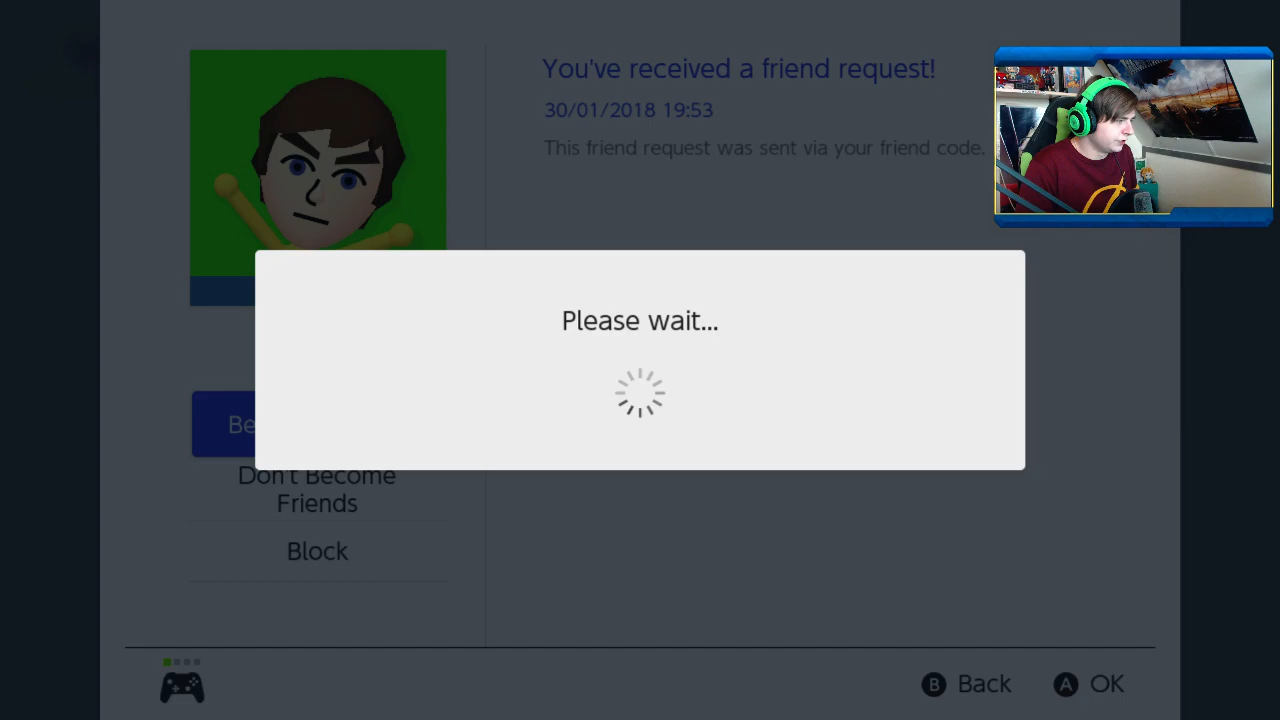 You've received a friend request!
30/01/2018 19:53
This friend request was sent via your friend code.
Please wait...
Be
Don't Become
Friends
Block
B Back
A OK